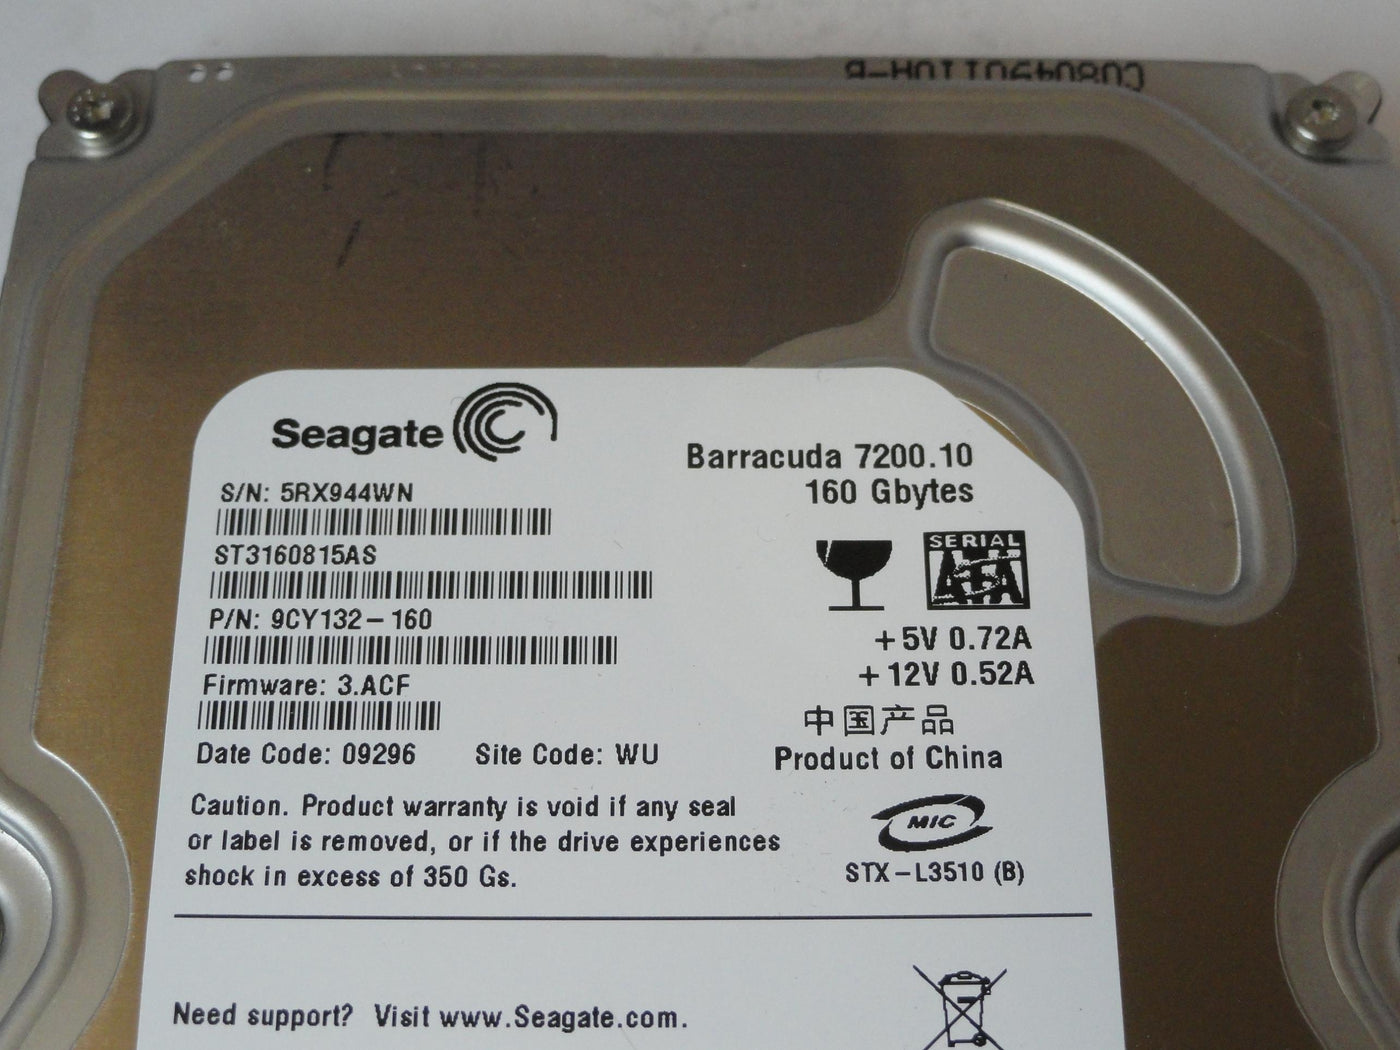 Seagate
Barracuda 7200.10
160 Gbytes
S/N: 5RX944WN
ST3160815AS
P/N: 9CY132-160
Firmware: 3.ACF
Date Code: 09296 Site Code: WU
SERIAL
ATA
+5V 0.72A
+12V 0.52A
中国产品
Product of China
Caution. Product warranty is void if any seal
or label is removed, or if the drive experiences
shock in excess of 350 Gs.
MIC
STX-L3510 (B)
Need support? Visit www.Seagate.com.